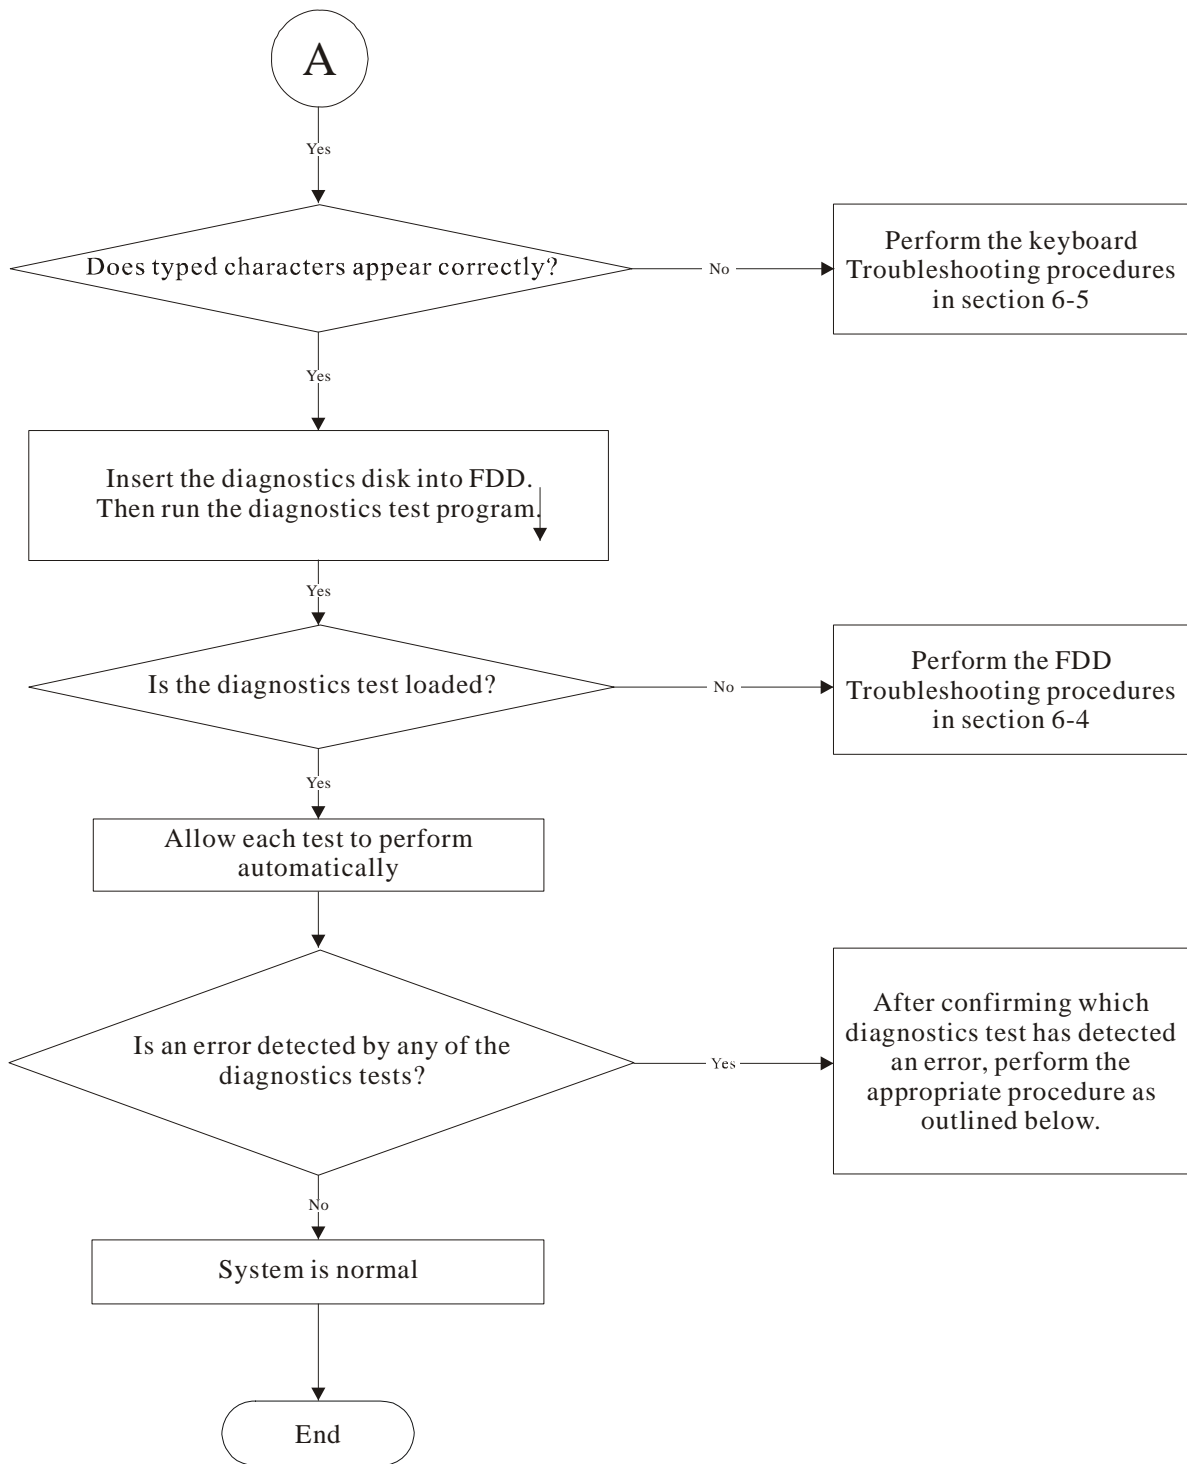 A
Yes
Does typed characters appear correctly?
No
Perform the keyboard
Troubleshooting procedures
in section 6-5
Yes
Insert the diagnostics disk into FDD.
Then run the diagnostics test program.
Yes
Is the diagnostics test loaded?
No
Perform the FDD
Troubleshooting procedures
in section 6-4
Yes
Allow each test to perform
automatically
Is an error detected by any of the
diagnostics tests?
Yes
After confirming which
diagnostics test has detected
an error, perform the
appropriate procedure as
outlined below.
No
System is normal
End